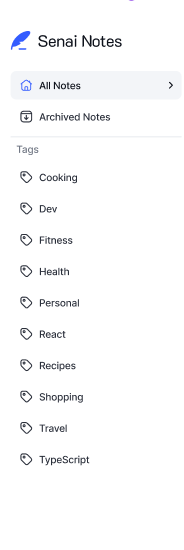 Senai Notes
All Notes
Archived Notes
Tags
Cooking
Dev
Fitness
Health
Personal
React
Recipes
Shopping
Travel
TypeScript